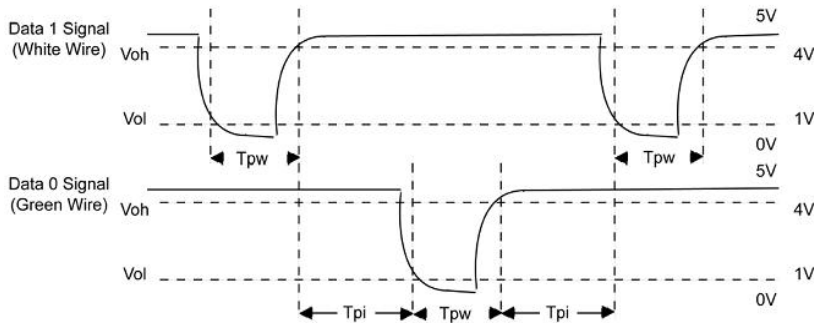 Data 1 Signal
(White Wire)
Voh
Vol
5V
4V
1V
0V
Tpw
Tpw
Data 0 Signal
(Green Wire)
Voh
Vol
5V
4V
1V
0V
Tpi
Tpw
Tpi